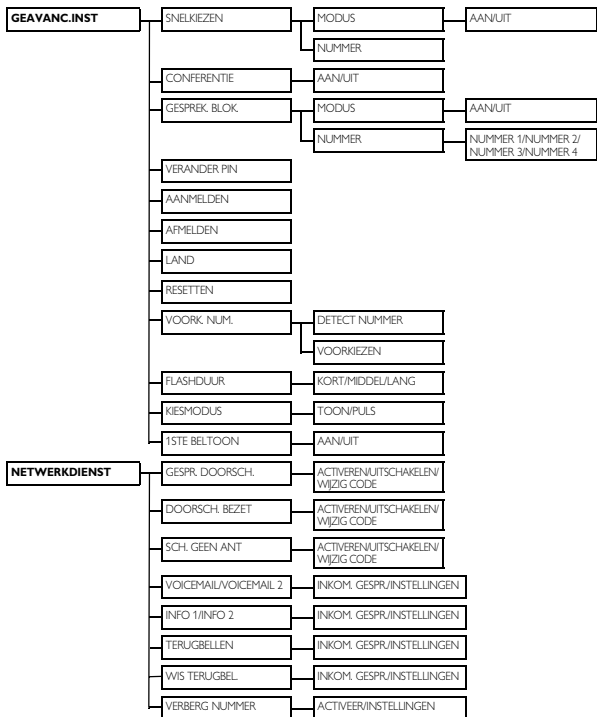 GEAVANC.INST
SNELKIEZEN
MODUS
AAN/UIT
NUMMER
CONFERENTIE
AAN/UIT
GESPREK. BLOK.
MODUS
AAN/UIT
NUMMER
NUMMER 1/NUMMER 2/
NUMMER 3/NUMMER 4
VERANDER PIN
AANMELDEN
AFMELDEN
LAND
RESETTEN
VOORK. NUM.
DETECT NUMMER
VOORKIEZEN
FLASHDUUR
KORT/MIDDEL/LANG
KIESMODUS
TOON/PULS
1STE BELTOON
AAN/UIT
NETWERKDIENST
GESPR. DOORSCH.
ACTIVEREN/UITSCHAKELEN/
WIJZIG CODE
DOORSCH. BEZET
ACTIVEREN/UITSCHAKELEN/
WIJZIG CODE
SCH. GEEN ANT
ACTIVEREN/UITSCHAKELEN/
WIJZIG CODE
VOICEMAIL/VOICEMAIL 2
INKOM. GESPR./INSTELLINGEN
INFO 1/INFO 2
INKOM. GESPR./INSTELLINGEN
TERUGBELLEN
INKOM. GESPR./INSTELLINGEN
WIS TERUGBEL.
INKOM. GESPR./INSTELLINGEN
VERBERG NUMMER
ACTIVEER/INSTELLINGEN